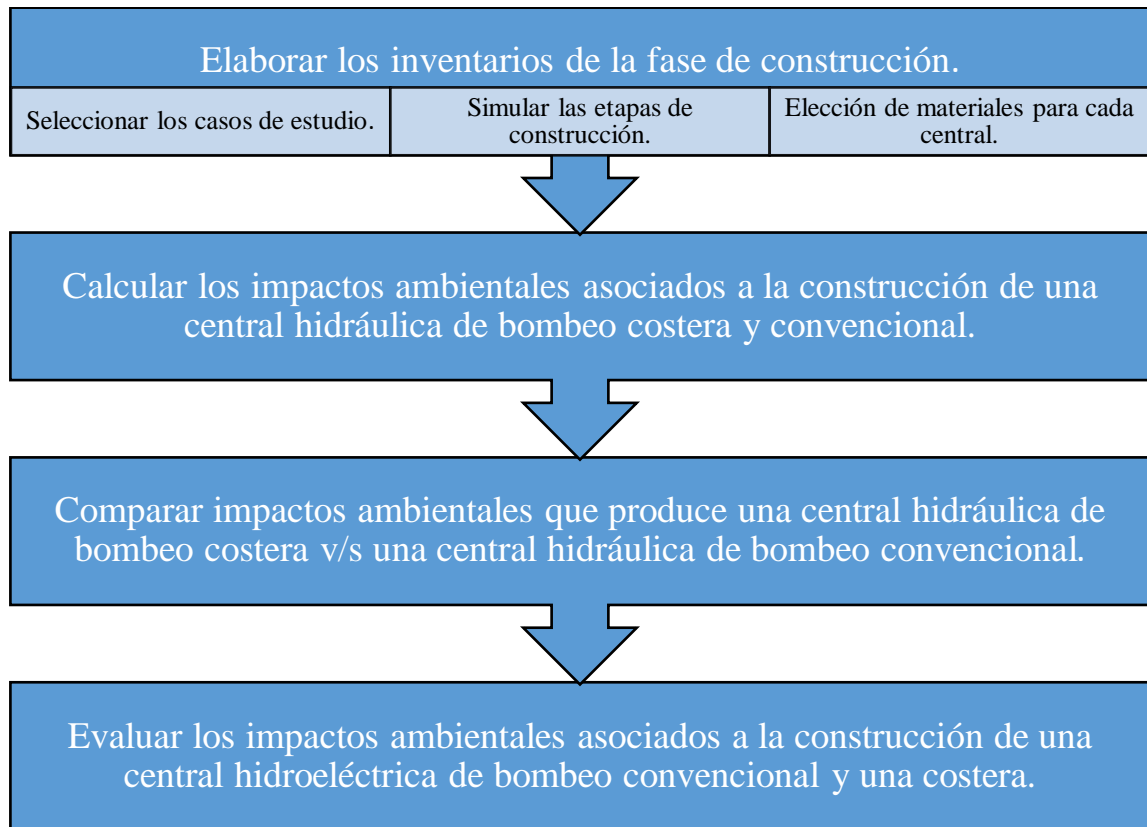 Elaborar los inventarios de la fase de construcción.
Seleccionar los casos de estudio.
Simular las etapas de
construcción.
Elección de materiales para cada
central.
Calcular los impactos ambientales asociados a la construcción de una
central hidráulica de bombeo costera y convencional.
Comparar impactos ambientales que produce una central hidráulica de
bombeo costera v/s una central hidráulica de bombeo convencional.
Evaluar los impactos ambientales asociados a la construcción de una
central hidroeléctrica de bombeo convencional y una costera.